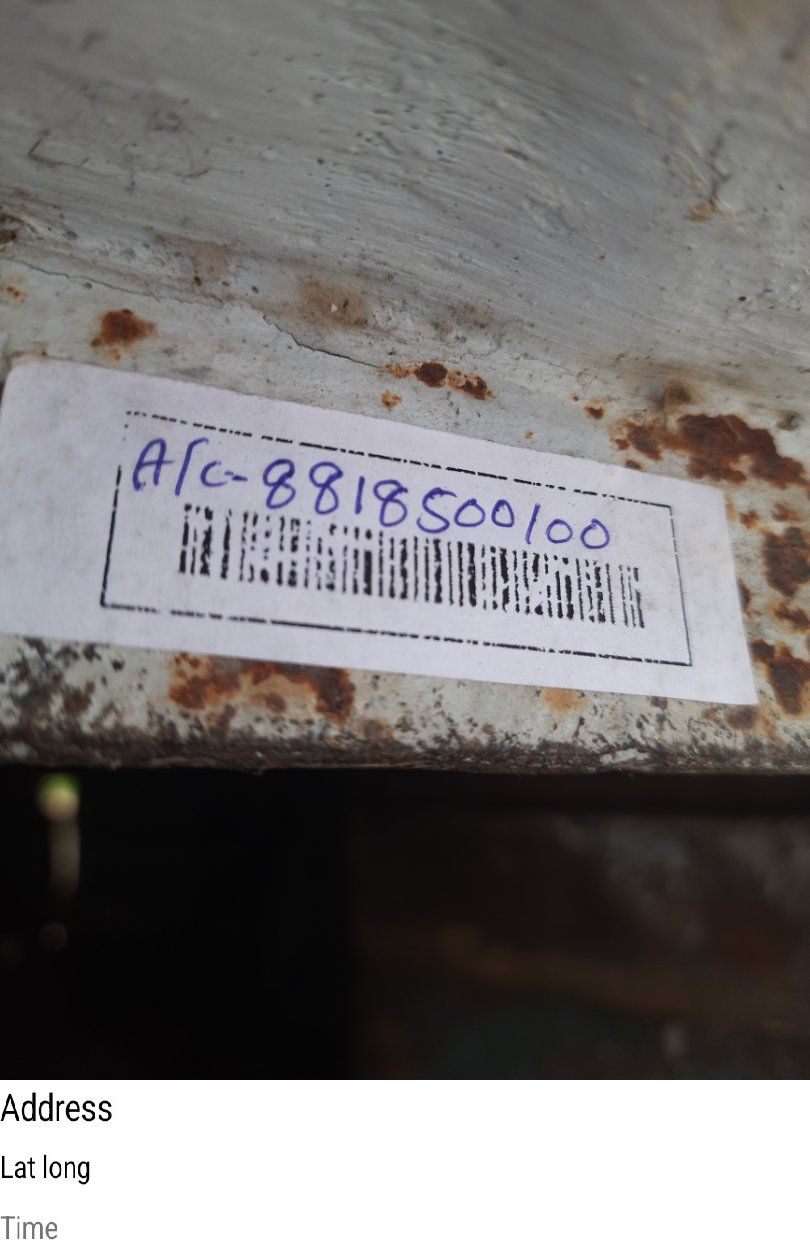 A/c-8818500100
Address
Lat long
Time